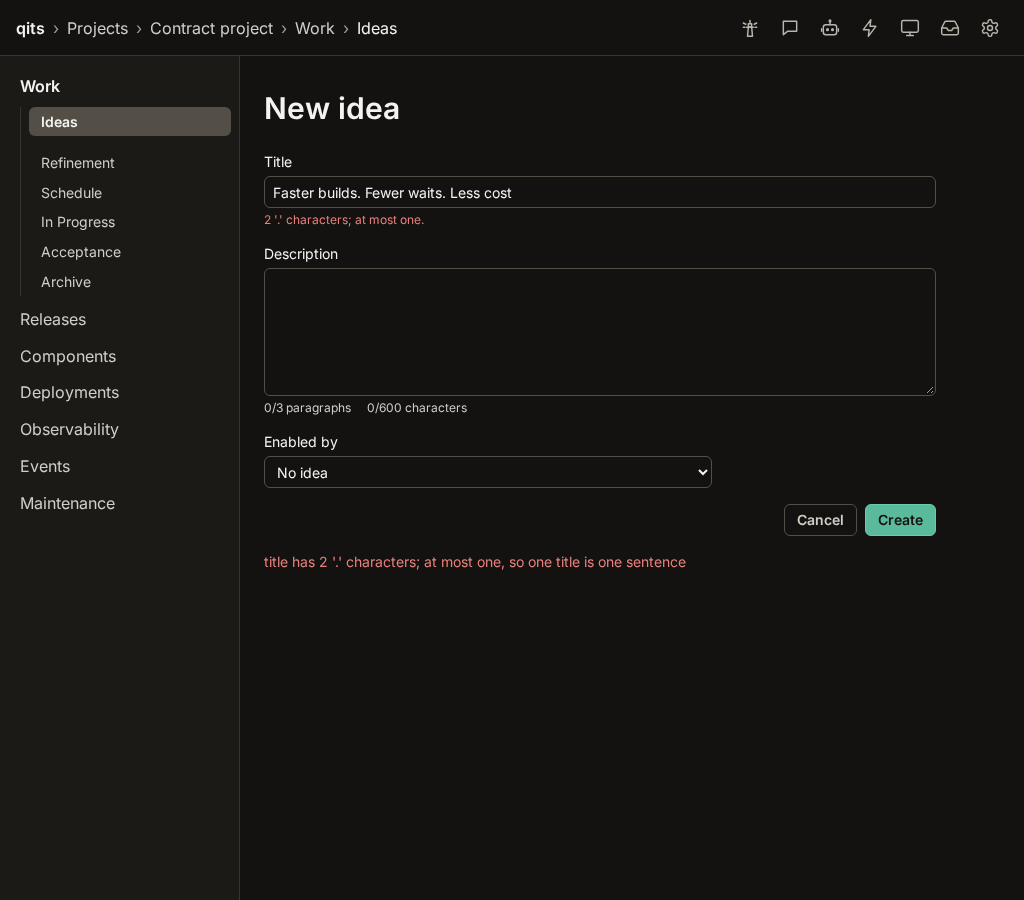 qits › Projects › Contract project › Work › Ideas
Work
Ideas
Refinement
Schedule
In Progress
Acceptance
Archive
Releases
Components
Deployments
Observability
Events
Maintenance
New idea
Title
Faster builds. Fewer waits. Less cost
2 '.' characters; at most one.
Description
0/3 paragraphs 0/600 characters
Enabled by
No idea
Cancel Create
title has 2 '.' characters; at most one, so one title is one sentence